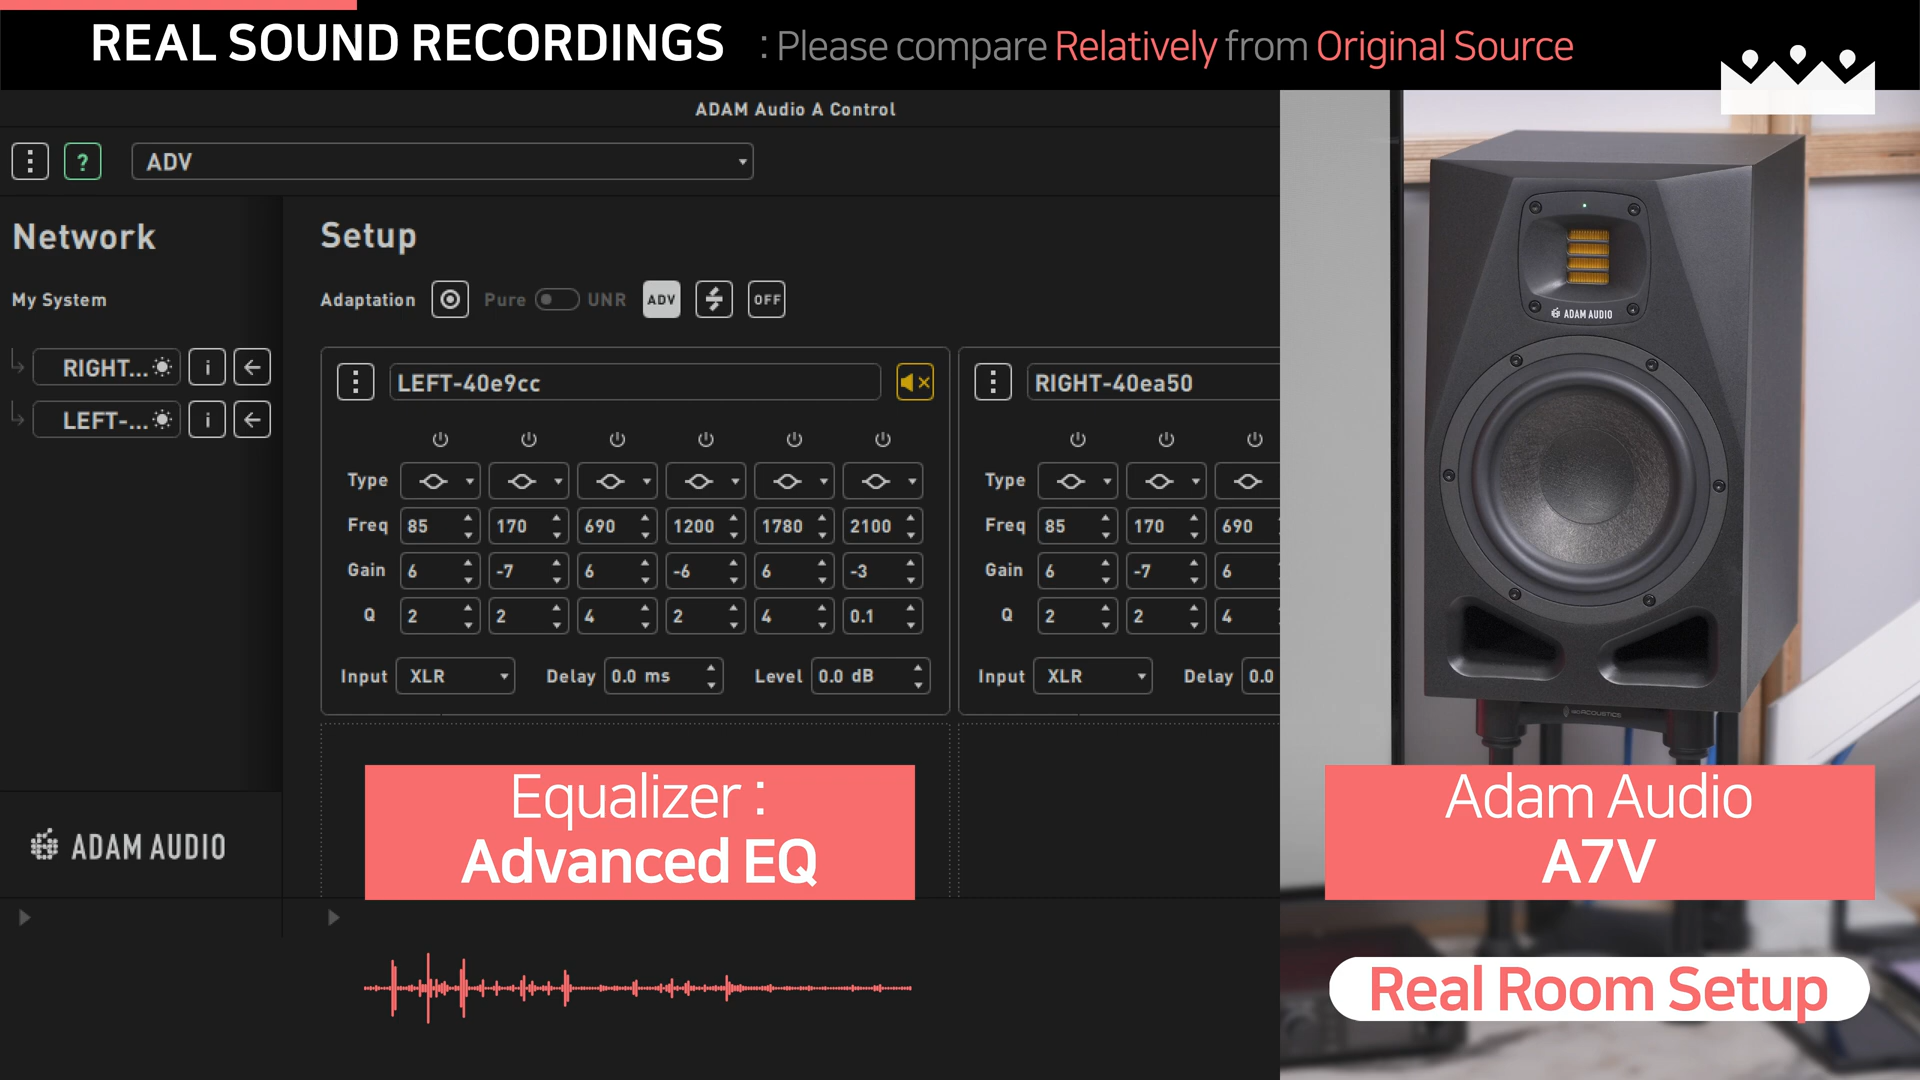 REAL SOUND RECORDINGS : Please compare Relatively from Original Source
ADAM Audio A Control
? ADV
Network
My System
RIGHT... i
LEFT-... i
ADAM AUDIO
Setup
Adaptation Pure UNR ADV OFF
LEFT-40e9cc
Type
Freq 85 170 690 1200 1780 2100
Gain 6 -7 6 -6 6 -3
Q 2 2 4 2 4 0.1
Input XLR Delay 0.0 ms Level 0.0 dB
RIGHT-40ea50
Type
Freq 85 170 690
Gain 6 -7 6
Q 2 2 4
Input XLR Delay 0.0
Equalizer :
Advanced EQ
ADAM AUDIO
ISOACOUSTICS
Adam Audio
A7V
Real Room Setup